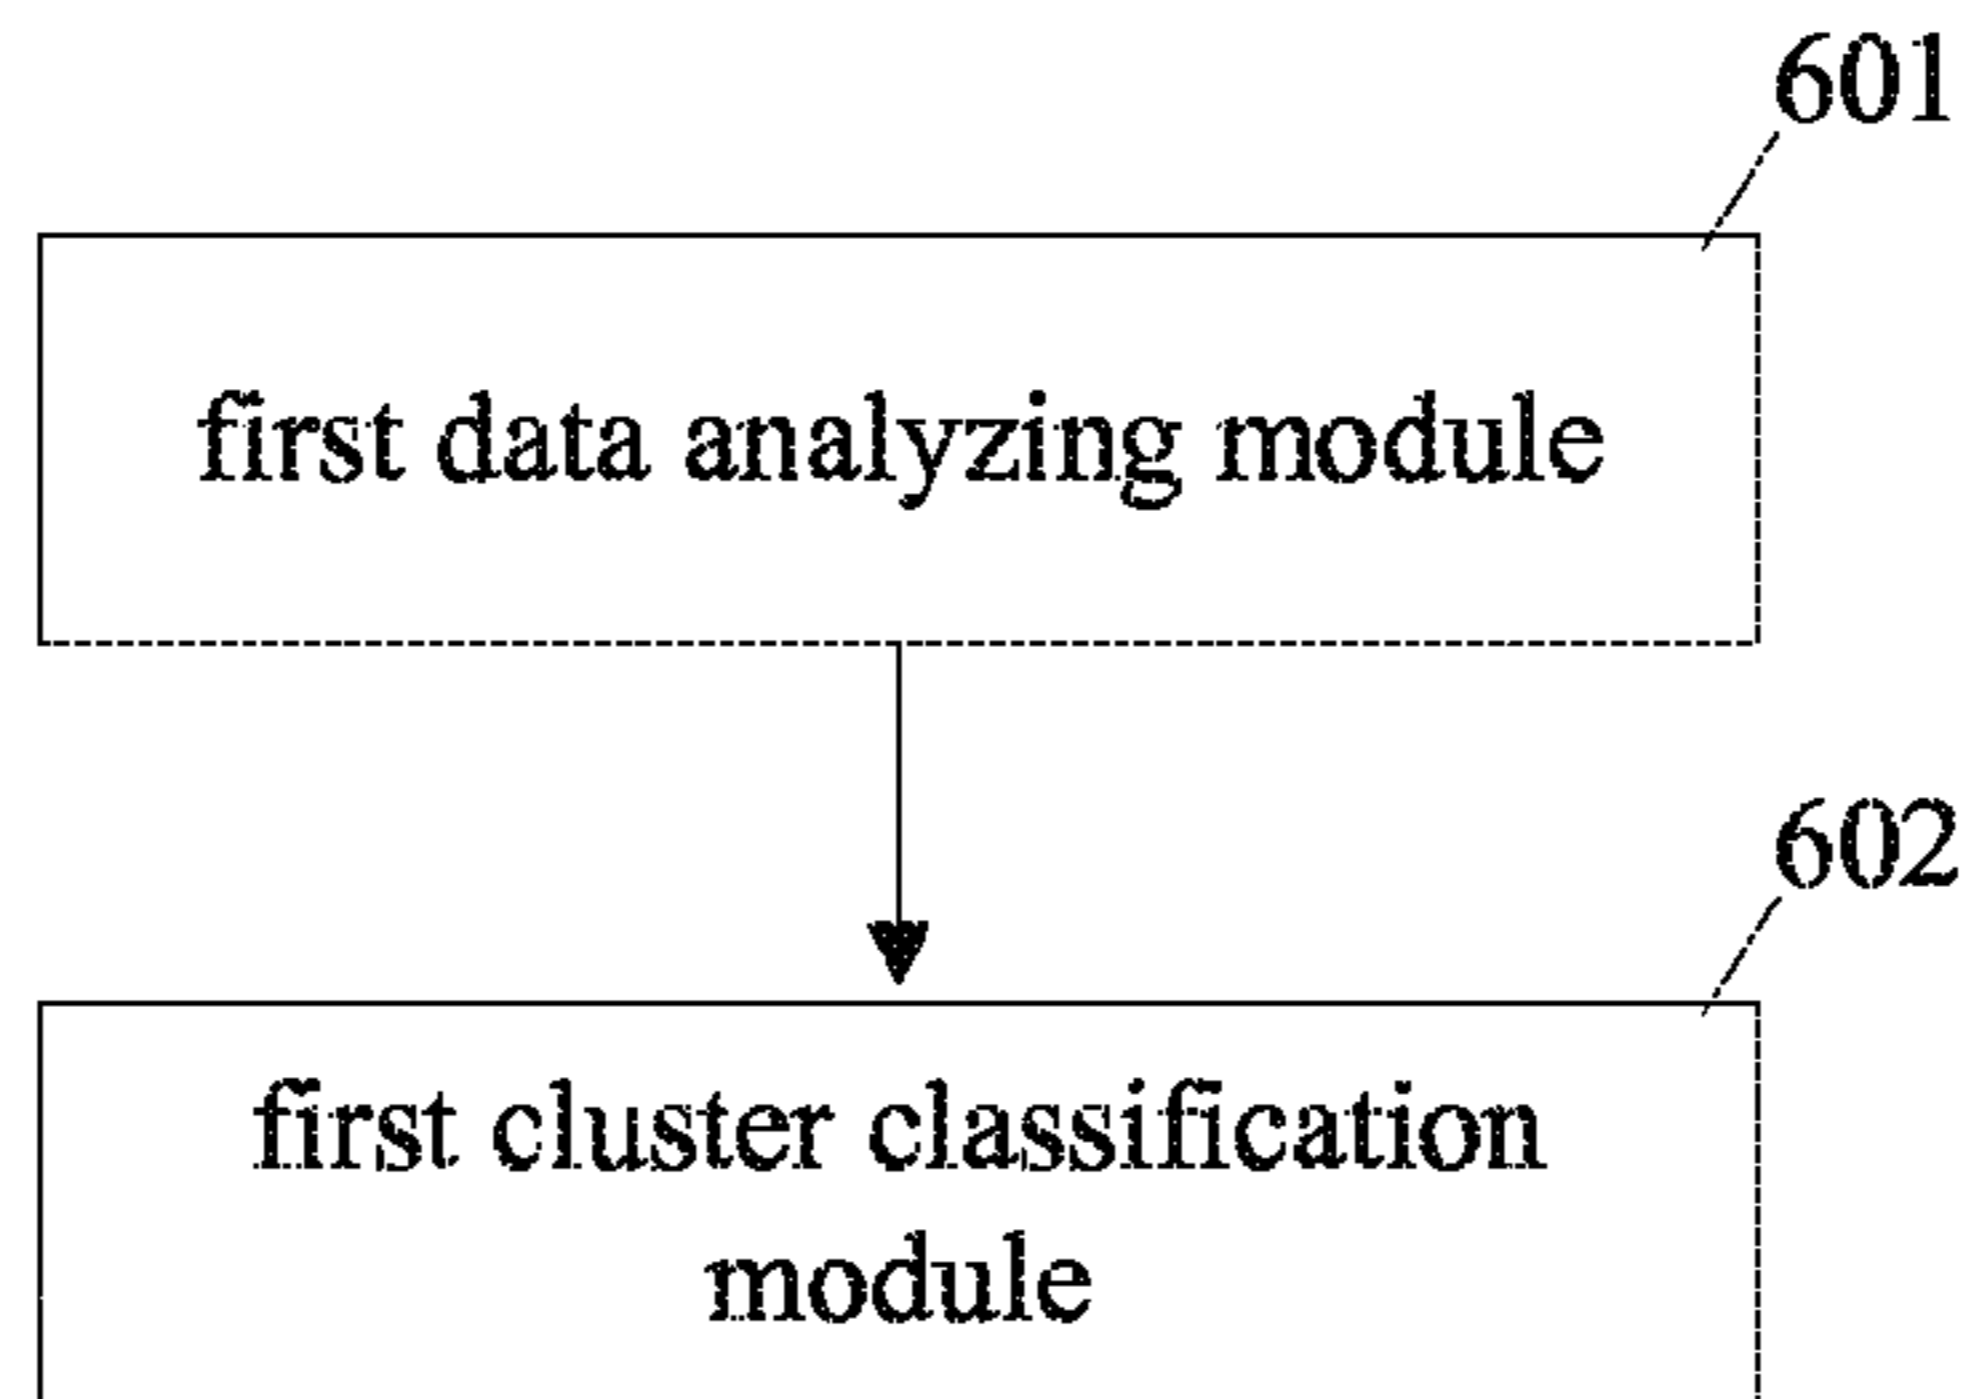 601
first data analyzing module
602
first cluster classification
module